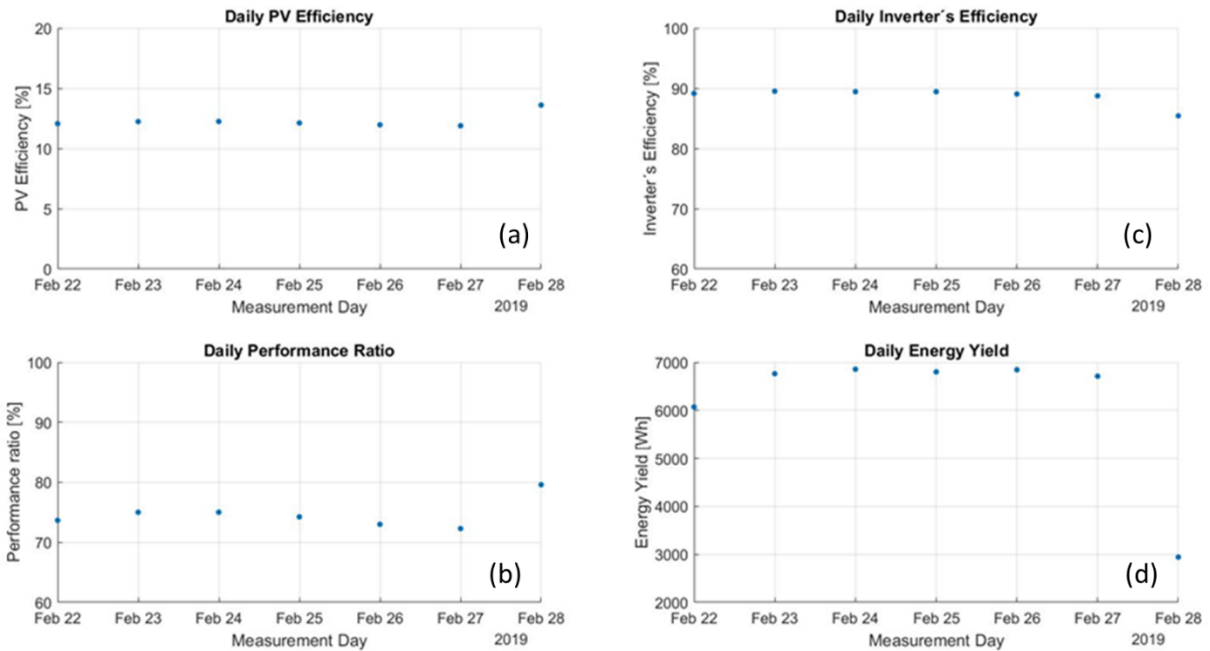 Daily PV Efficiency
PV Efficiency [%]
20
15
10
5
0
(a)
Feb 22 Feb 23 Feb 24 Feb 25 Feb 26 Feb 27 Feb 28
Measurement Day
2019
Daily Inverter´s Efficiency
Inverter´s Efficiency [%]
100
90
80
70
60
(c)
Feb 22 Feb 23 Feb 24 Feb 25 Feb 26 Feb 27 Feb 28
Measurement Day
2019
Daily Performance Ratio
Performance ratio [%]
100
90
80
70
60
(b)
Feb 22 Feb 23 Feb 24 Feb 25 Feb 26 Feb 27 Feb 28
Measurement Day
2019
Daily Energy Yield
Energy Yield [Wh]
7000
6000
5000
4000
3000
2000
(d)
Feb 22 Feb 23 Feb 24 Feb 25 Feb 26 Feb 27 Feb 28
Measurement Day
2019